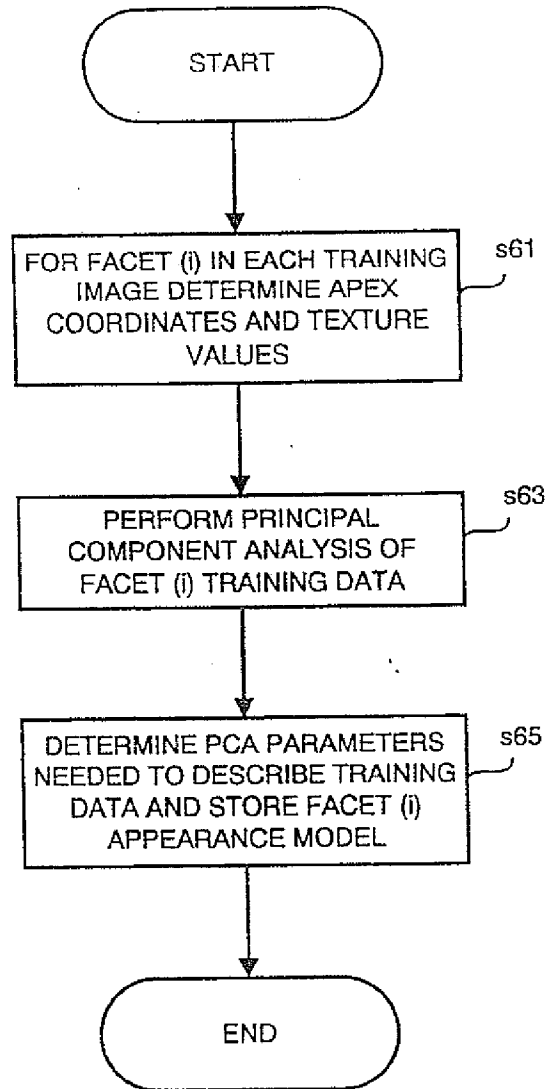 START
FOR FACET (i) IN EACH TRAINING
IMAGE DETERMINE APEX
COORDINATES AND TEXTURE
VALUES
s61
PERFORM PRINCIPAL
COMPONENT ANALYSIS OF
FACET (i) TRAINING DATA
s63
DETERMINE PCA PARAMETERS
NEEDED TO DESCRIBE TRAINING
DATA AND STORE FACET (i)
APPEARANCE MODEL
s65
END